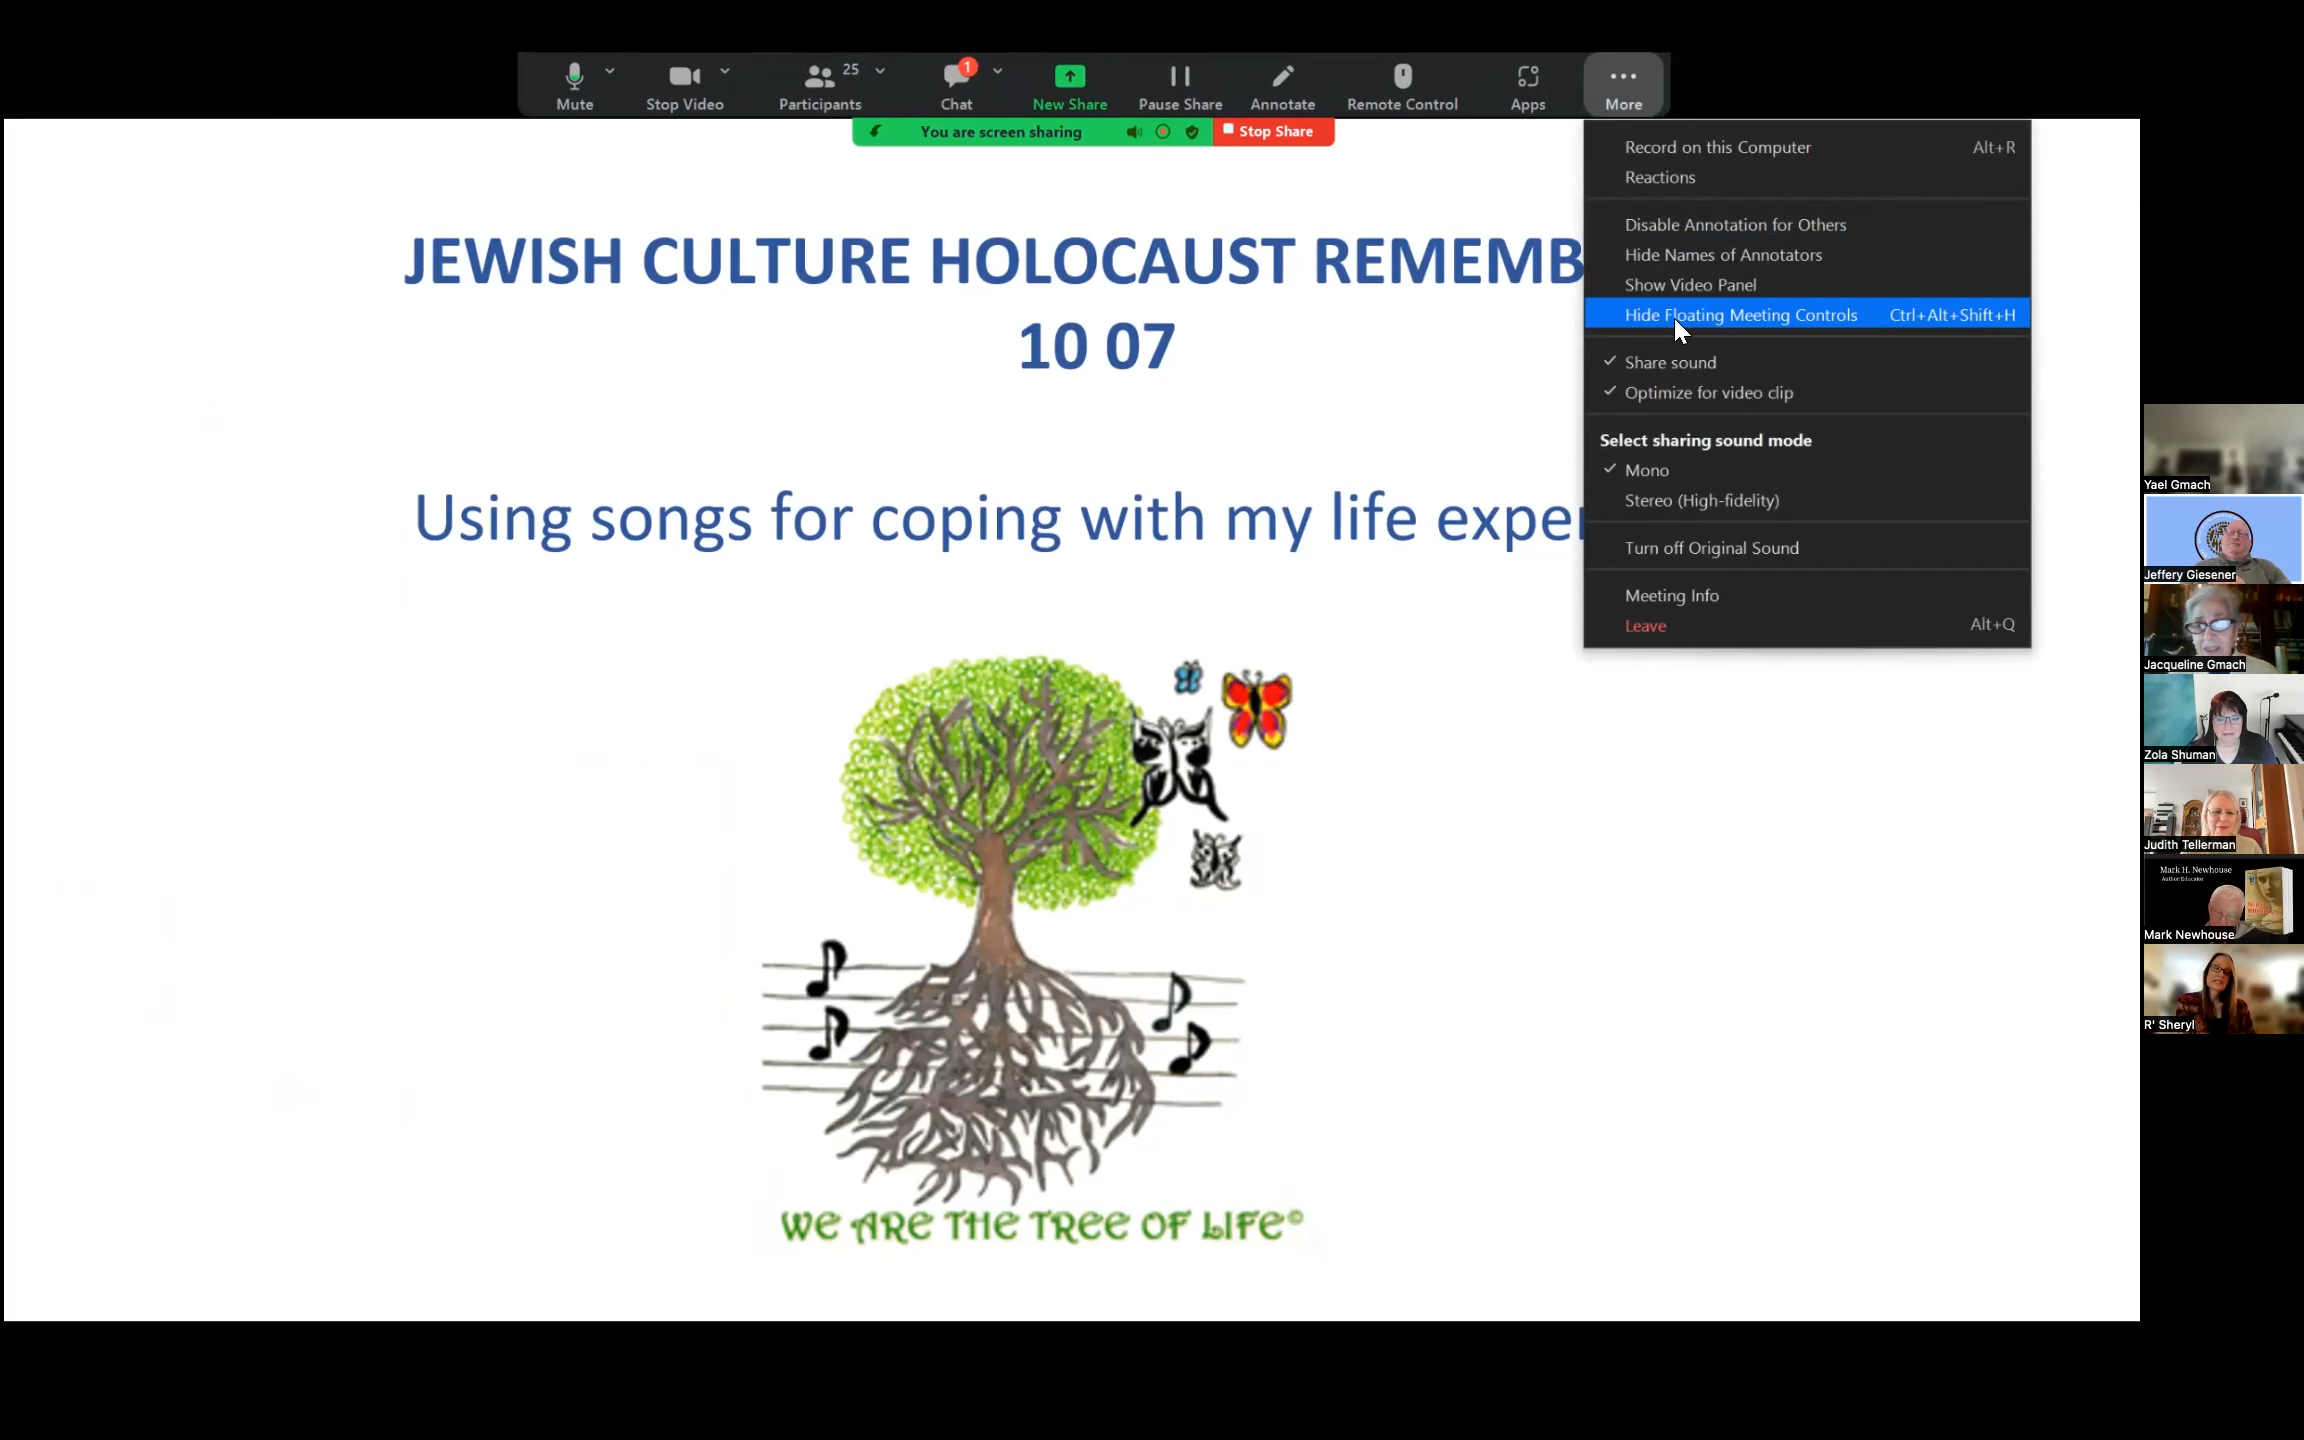 Mute
Stop Video
Participants 25
Chat 1
New Share
Pause Share
Annotate
Remote Control
Apps
More
You are screen sharing
Stop Share
Record on this Computer Alt+R
Reactions
Disable Annotation for Others
Hide Names of Annotators
Show Video Panel
Hide Floating Meeting Controls Ctrl+Alt+Shift+H
Share sound
Optimize for video clip
Select sharing sound mode
Mono
Stereo (High-fidelity)
Turn off Original Sound
Meeting Info
Leave Alt+Q
JEWISH CULTURE HOLOCAUST REMEMB
10 07
Using songs for coping with my life exper
WE ARE THE TREE OF LIFE©
Yael Gmach
Jeffery Giesener
Jacqueline Gmach
Zola Shuman
Judith Tellerman
Mark H. Newhouse
Author/Educator
Mark Newhouse
R' Sheryl